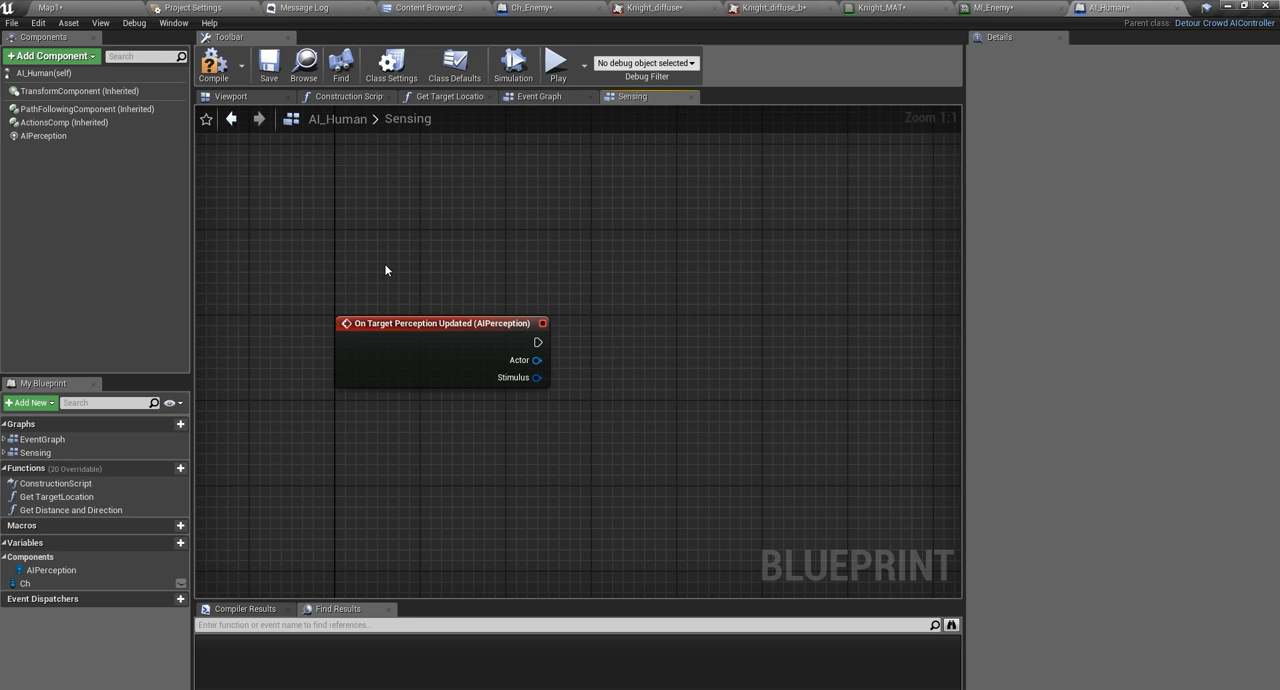 Map1*
Project Settings
Message Log
Content Browser 2
Ch_Enemy*
Knight_diffuse*
Knight_diffuse_b*
Knight_MAT*
MI_Enemy*
AI_Human*
File Edit Asset View Debug Window Help
Parent class: Detour Crowd AIController
Components
Toolbar
Details
+Add Component
Search
AI_Human(self)
TransformComponent (Inherited)
PathFollowingComponent (Inherited)
ActionsComp (Inherited)
AIPerception
Compile
Save
Browse
Find
Class Settings
Class Defaults
Simulation
Play
No debug object selected
Debug Filter
Viewport
Construction Scrip
Get Target Locatio
Event Graph
Sensing
AI_Human > Sensing
Zoom 1:1
On Target Perception Updated (AIPerception)
Actor
Stimulus
BLUEPRINT
My Blueprint
+Add New
Search
Graphs
EventGraph
Sensing
Functions (20 Overridable)
ConstructionScript
Get TargetLocation
Get Distance and Direction
Macros
Variables
Components
AIPerception
Ch
Event Dispatchers
Compiler Results
Find Results
Enter function or event name to find references...